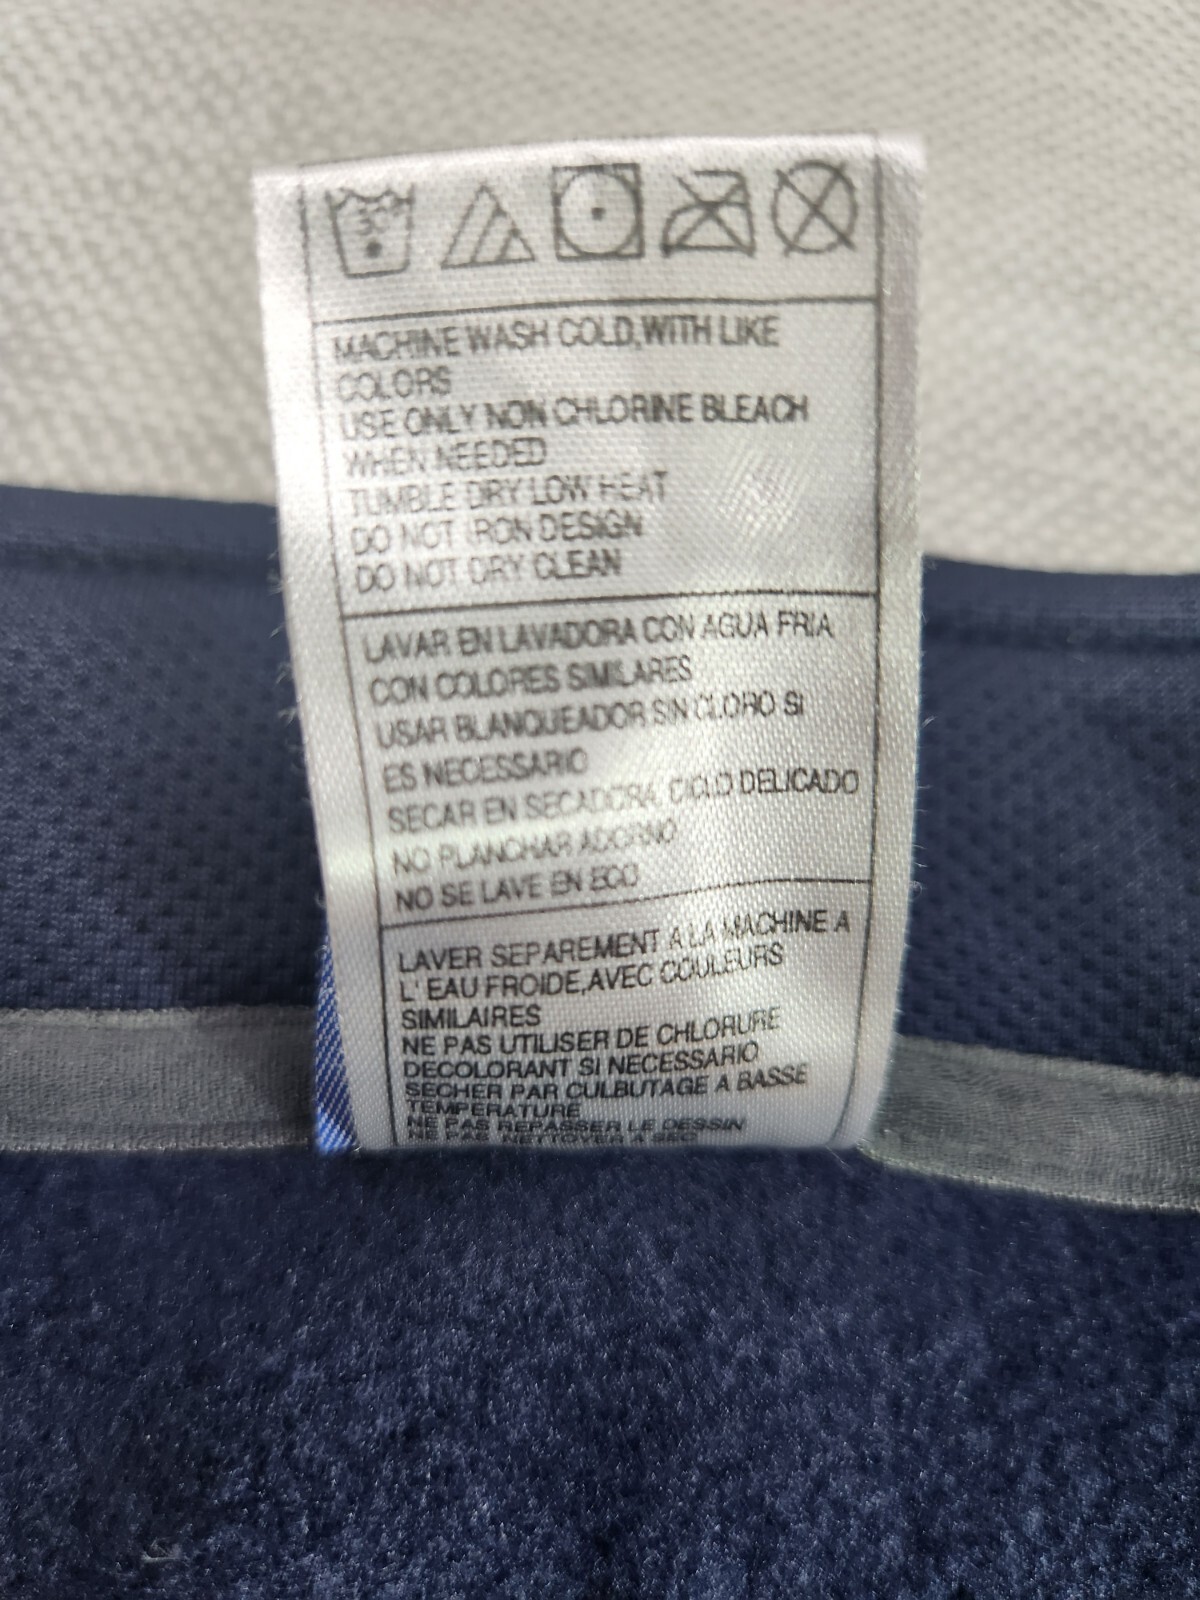 30°
MACHINE WASH COLD,WITH LIKE
COLORS
USE ONLY NON CHLORINE BLEACH
WHEN NEEDED
TUMBLE DRY LOW HEAT
DO NOT IRON DESIGN
DO NOT DRY CLEAN
LAVAR EN LAVADORA CON AGUA FRIA
CON COLORES SIMILARES
USAR BLANQUEADOR SIN CLORO SI
ES NECESSARIO
SECAR EN SECADORA, CICLO DELICADO
NO PLANCHAR ADORNO
NO SE LAVE EN ECO
LAVER SEPAREMENT A LA MACHINE A
L' EAU FROIDE,AVEC COULEURS
SIMILAIRES
NE PAS UTILISER DE CHLORURE
DECOLORANT SI NECESSARIO
SECHER PAR CULBUTAGE A BASSE
TEMPERATURE
NE PAS REPASSER LE DESSIN
NE PAS NETTOYER A SEC